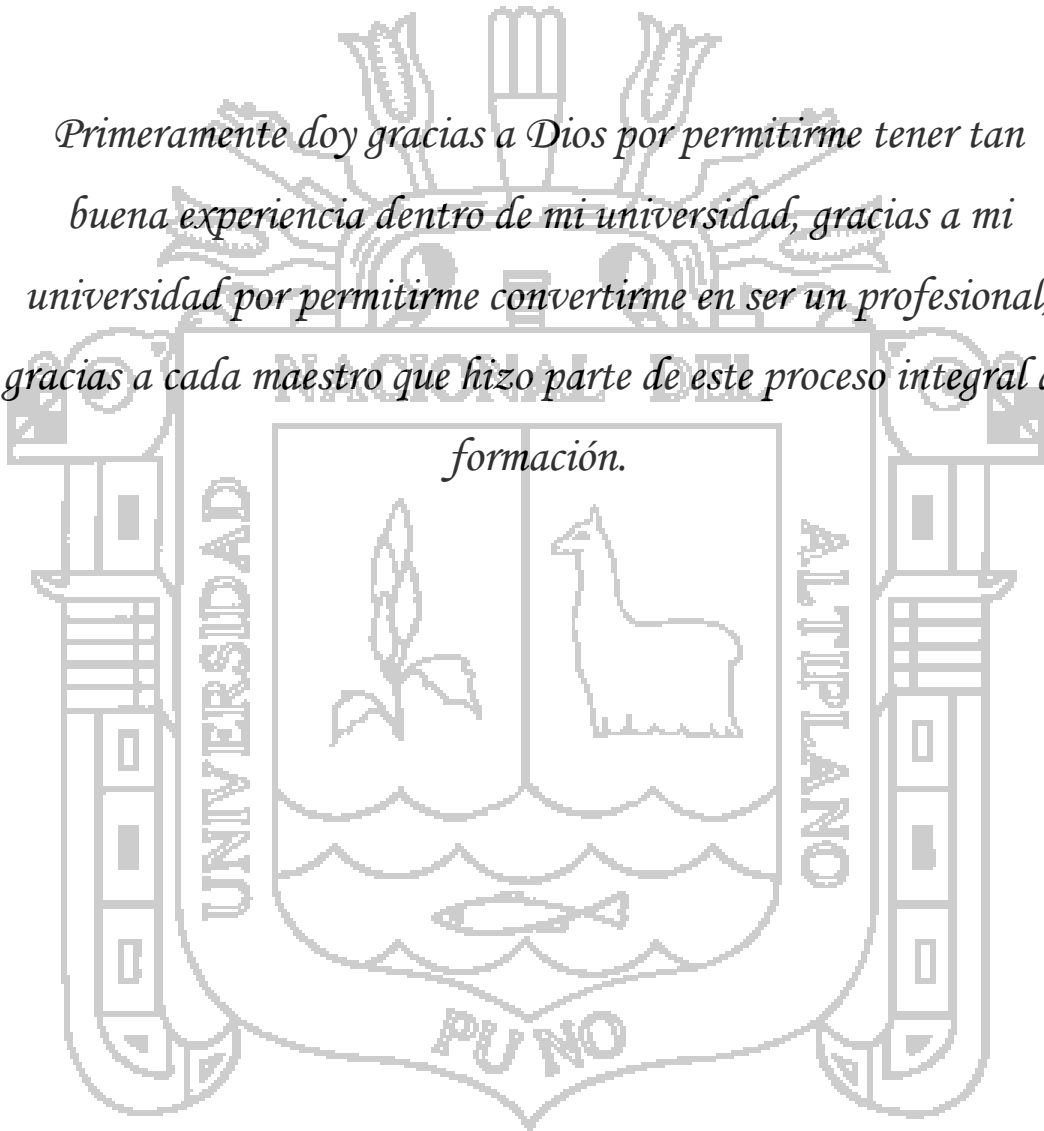 Primeramente doy gracias a Dios por permitirme tener tan
buena experiencia dentro de mi universidad, gracias a mi
universidad por permitirme convertirme en ser un profesional,
gracias a cada maestro que hizo parte de este proceso integral
formación.
NACIONAL DEL
UNIVERSIDAD
ALTIPLANO
PUNO